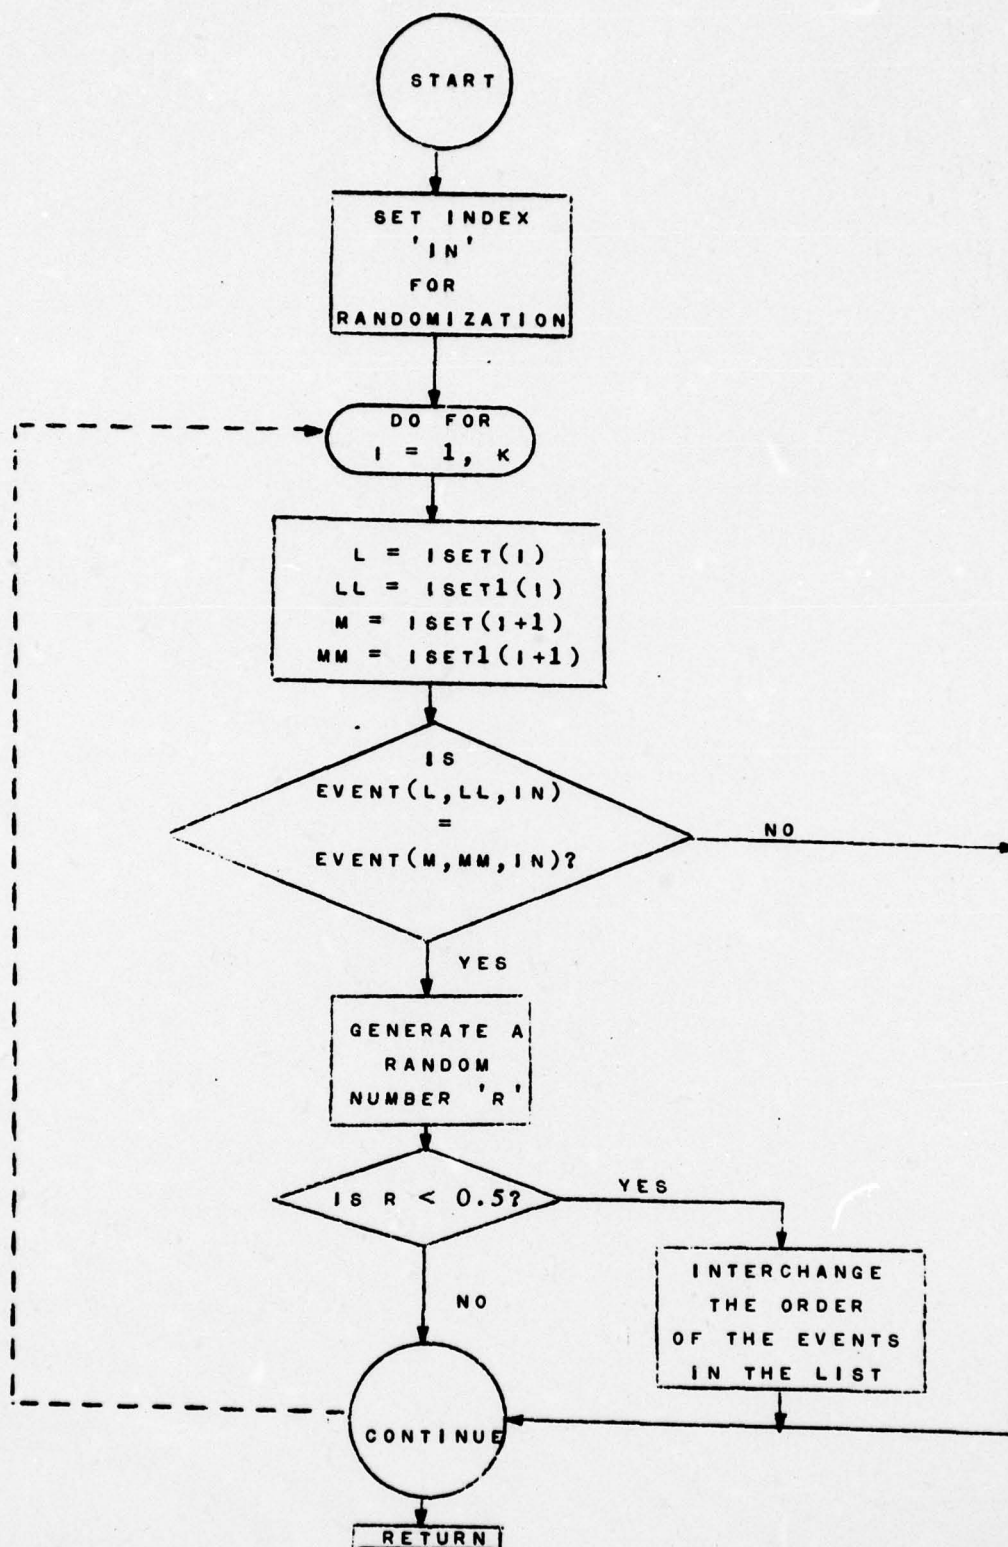 START
SET INDEX
'IN'
FOR
RANDOMIZATION
DO FOR
I = 1, K
L = ISET(I)
LL = ISET1(I)
M = ISET(I+1)
MM = ISET1(I+1)
IS
EVENT(L,LL,IN)
=
EVENT(M,MM,IN)?
NO
YES
GENERATE A
RANDOM
NUMBER 'R'
IS R < 0.5?
YES
NO
INTERCHANGE
THE ORDER
OF THE EVENTS
IN THE LIST
CONTINUE
RETURN